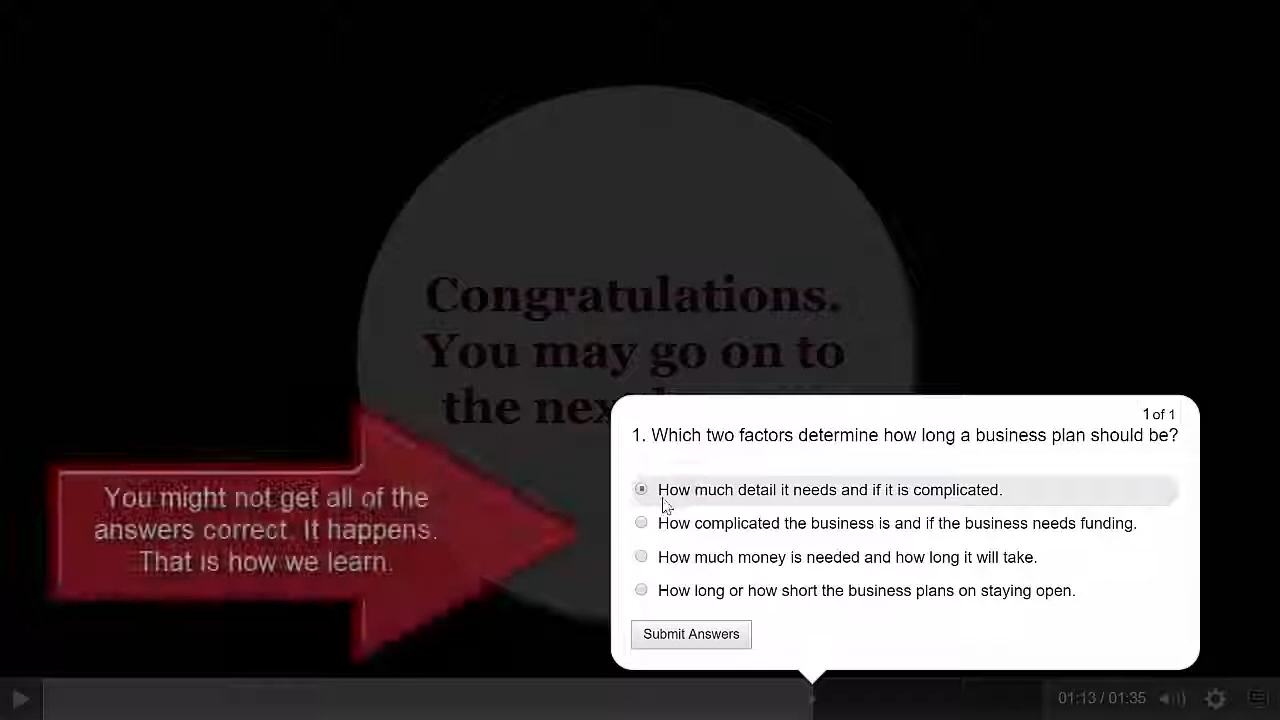 Congratulations.
You may go on to
the nex
You might not get all of the
answers correct. It happens.
That is how we learn.
1 of 1
1. Which two factors determine how long a business plan should be?
How much detail it needs and if it is complicated.
How complicated the business is and if the business needs funding.
How much money is needed and how long it will take.
How long or how short the business plans on staying open.
Submit Answers
01:13 / 01:35